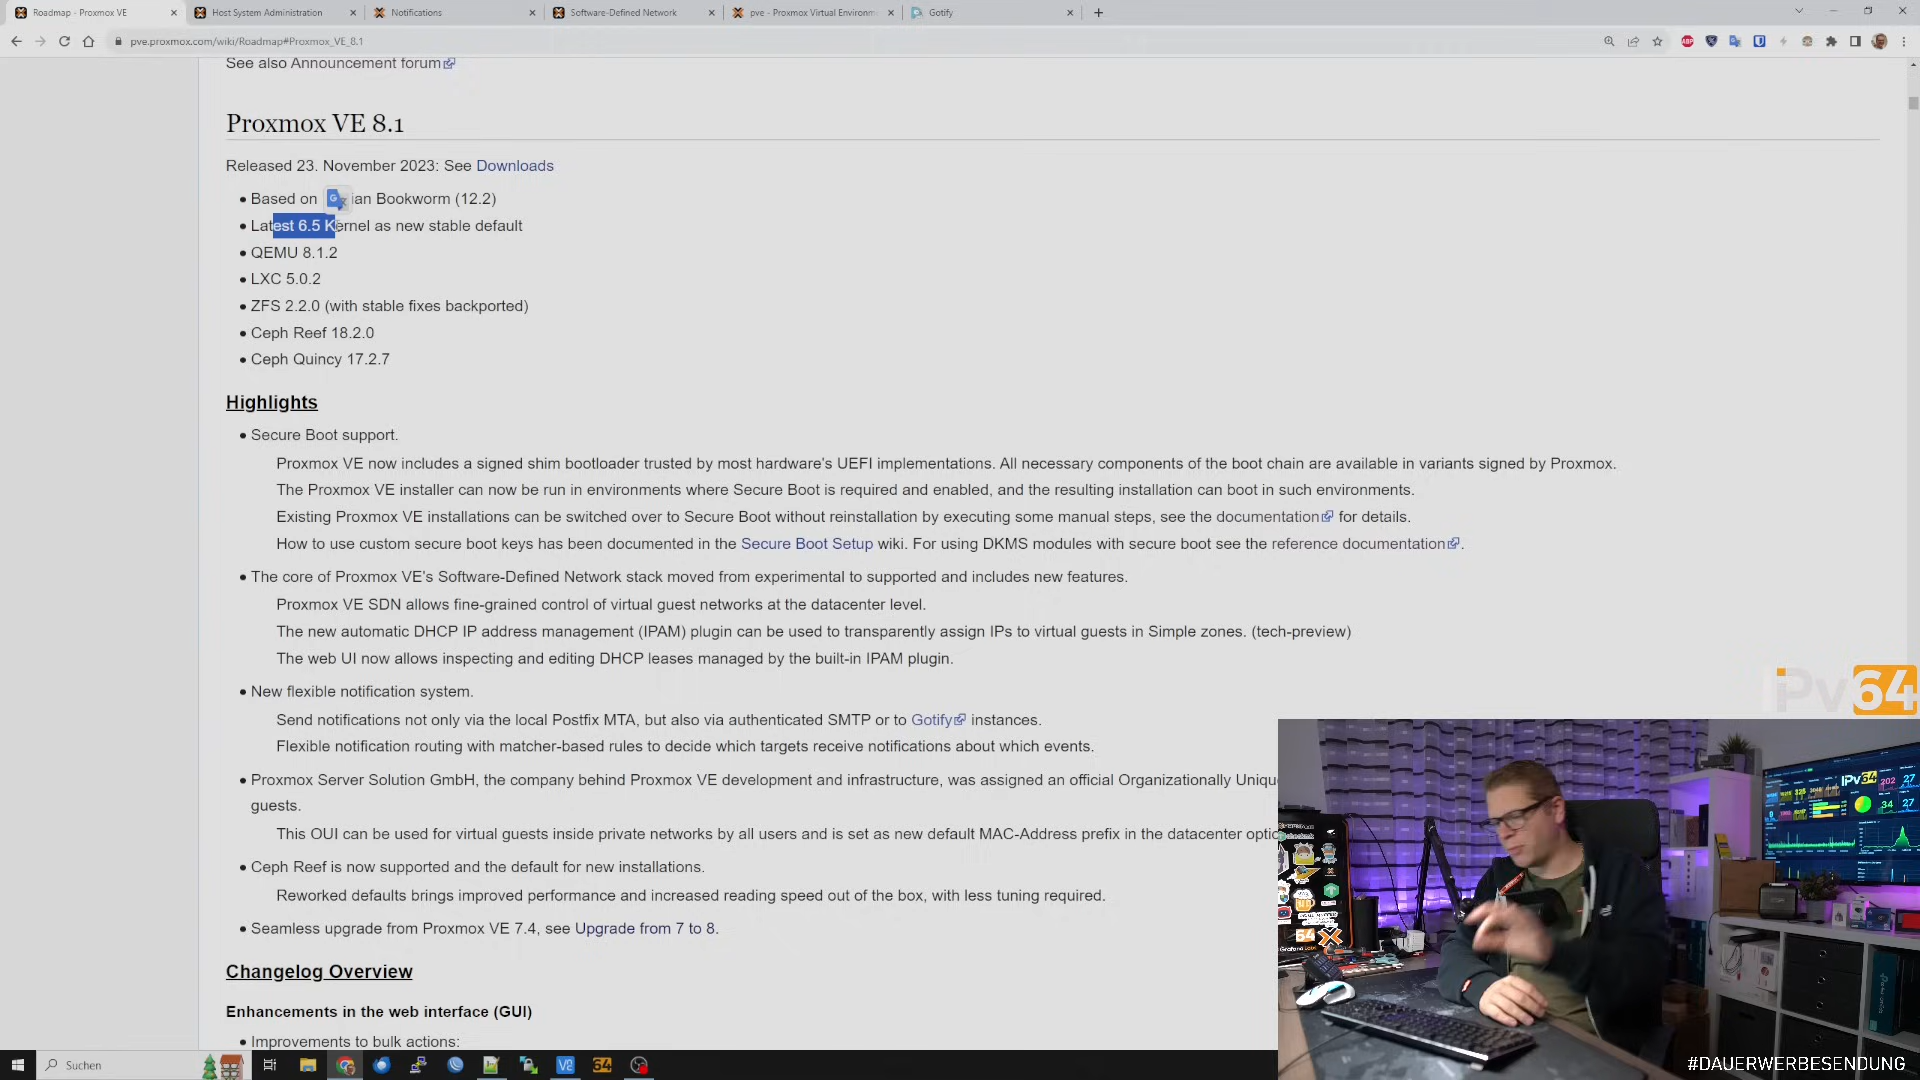 Roadmap - Proxmox VE
Host System Administration
Notifications
Software-Defined Network
pve - Proxmox Virtual Environm
Gotify
pve.proxmox.com/wiki/Roadmap#Proxmox_VE_8.1
See also Announcement forum
Proxmox VE 8.1
Released 23. November 2023: See Downloads
Based on ian Bookworm (12.2)
Latest 6.5 Kernel as new stable default
QEMU 8.1.2
LXC 5.0.2
ZFS 2.2.0 (with stable fixes backported)
Ceph Reef 18.2.0
Ceph Quincy 17.2.7
Highlights
Secure Boot support.
Proxmox VE now includes a signed shim bootloader trusted by most hardware's UEFI implementations. All necessary components of the boot chain are available in variants signed by Proxmox.
The Proxmox VE installer can now be run in environments where Secure Boot is required and enabled, and the resulting installation can boot in such environments.
Existing Proxmox VE installations can be switched over to Secure Boot without reinstallation by executing some manual steps, see the documentation for details.
How to use custom secure boot keys has been documented in the Secure Boot Setup wiki. For using DKMS modules with secure boot see the reference documentation.
The core of Proxmox VE's Software-Defined Network stack moved from experimental to supported and includes new features.
Proxmox VE SDN allows fine-grained control of virtual guest networks at the datacenter level.
The new automatic DHCP IP address management (IPAM) plugin can be used to transparently assign IPs to virtual guests in Simple zones. (tech-preview)
The web UI now allows inspecting and editing DHCP leases managed by the built-in IPAM plugin.
New flexible notification system.
Send notifications not only via the local Postfix MTA, but also via authenticated SMTP or to Gotify instances.
Flexible notification routing with matcher-based rules to decide which targets receive notifications about which events.
Proxmox Server Solution GmbH, the company behind Proxmox VE development and infrastructure, was assigned an official Organizationally Unique
guests.
This OUI can be used for virtual guests inside private networks by all users and is set as new default MAC-Address prefix in the datacenter optic
Ceph Reef is now supported and the default for new installations.
Reworked defaults brings improved performance and increased reading speed out of the box, with less tuning required.
Seamless upgrade from Proxmox VE 7.4, see Upgrade from 7 to 8.
Changelog Overview
Enhancements in the web interface (GUI)
Improvements to bulk actions:
iPv64
IPv64
202
27
34
27
64
Suchen
V2
64
#DAUERWERBESENDUNG